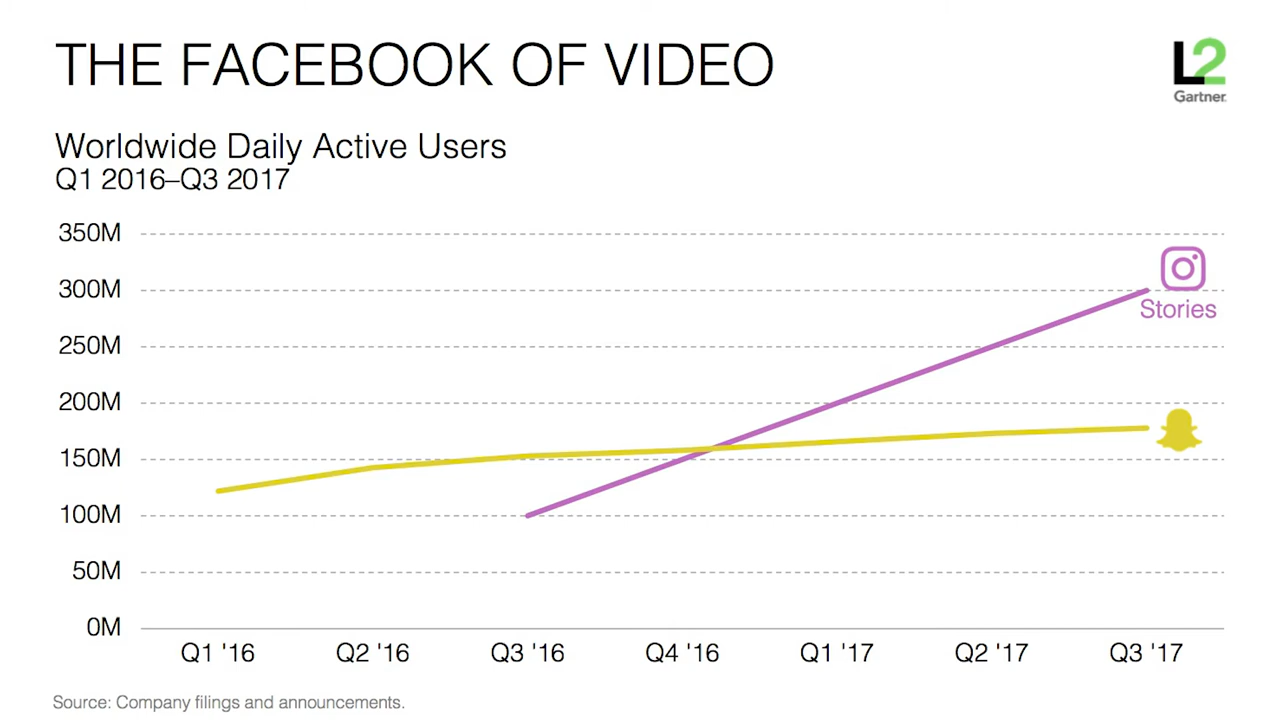 THE FACEBOOK OF VIDEO
L2
Gartner.
Worldwide Daily Active Users
Q1 2016–Q3 2017
350M
300M
250M
200M
150M
100M
50M
0M
Stories
Q1 '16
Q2 '16
Q3 '16
Q4 '16
Q1 '17
Q2 '17
Q3 '17
Source: Company filings and announcements.